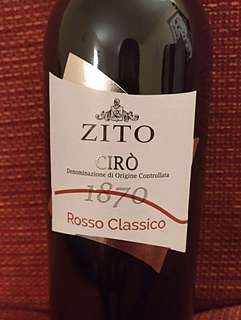 ZITO
CIRÒ
Denominazione di Origine Controllata
1870
Rosso Classico